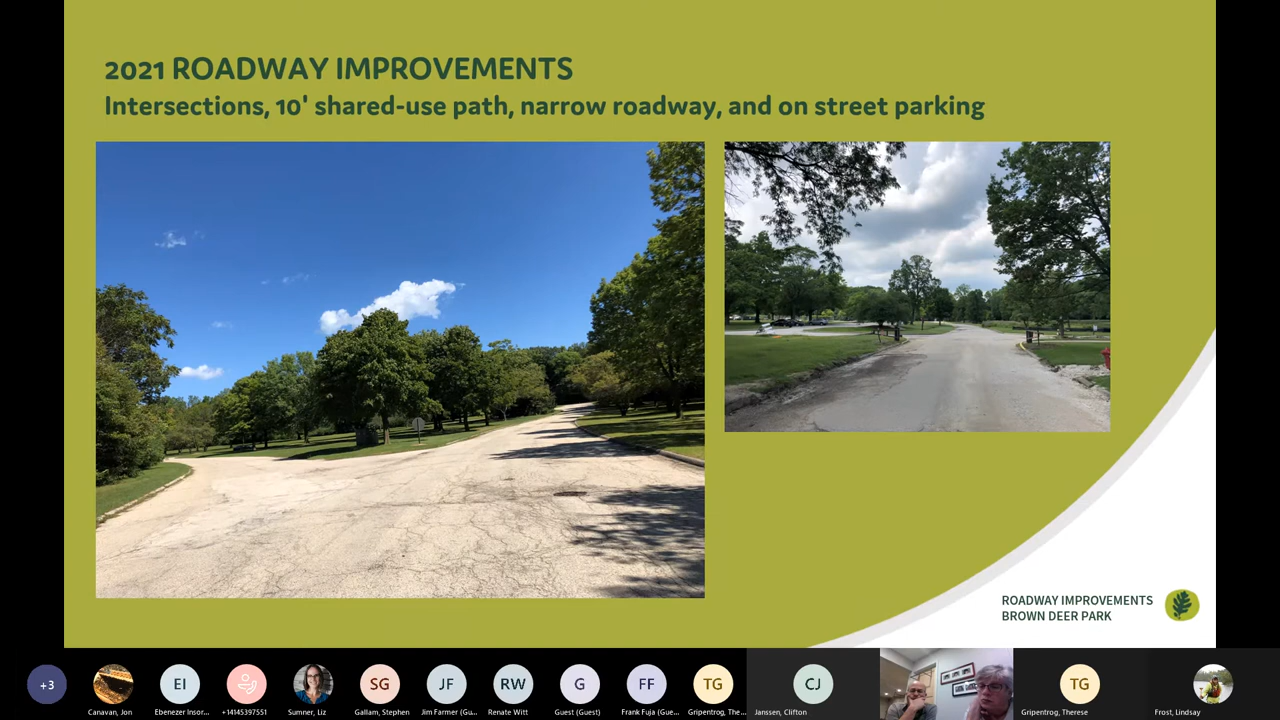 2021 ROADWAY IMPROVEMENTS
Intersections, 10' shared-use path, narrow roadway, and on street parking
ROADWAY IMPROVEMENTS
BROWN DEER PARK
+3
EI
SG
JF
RW
G
FF
TG
CJ
TG
Canavan, Jon
Ebenezer Insor...
+14145397551
Sumner, Liz
Gallam, Stephen
Jim Farmer (Gu...
Renate Witt
Guest (Guest)
Frank Fuja (Gue...
Gripentrog, The...
Janssen, Clifton
Gripentrog, Therese
Frost, Lindsay